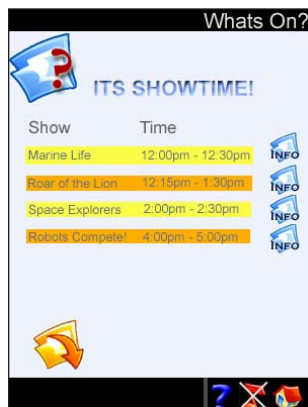 Whats On?
ITS SHOWTIME!
Show Time
Marine Life 12:00pm - 12:30pm INFO
Roar of the Lion 12:15pm - 1:30pm INFO
Space Explorers 2:00pm - 2:30pm INFO
Robots Compete! 4:00pm - 5:00pm INFO